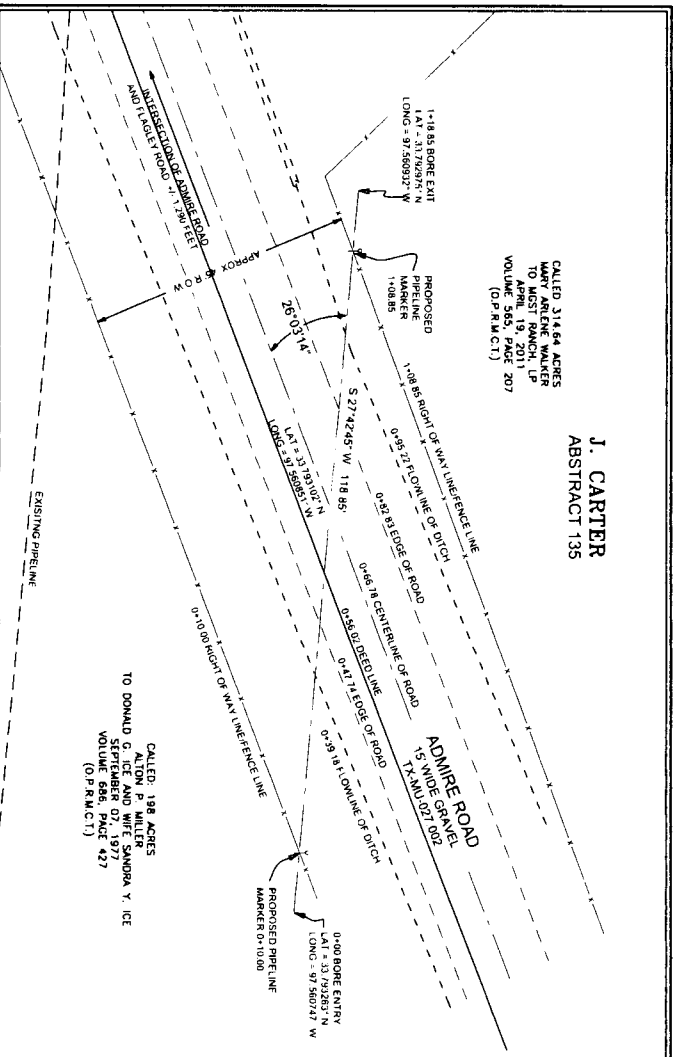 J. CARTER
ABSTRACT 135
CALLED 314.64 ACRES
MARY ARLENE WALKER
TO MGST RANCH, LP
APRIL 19, 2011
VOLUME 565, PAGE 207
(O.P.R.M.C.T.)
1+18.85 BORE EXIT
LAT = 33.792975° N
LONG = 97.560932° W
PROPOSED
PIPELINE
MARKER
1+08.85
1+08.85 RIGHT OF WAY LINE/FENCE LINE
0+95.22 FLOWLINE OF DITCH
0+82.83 EDGE OF ROAD
0+66.78 CENTERLINE OF ROAD
0+56.02 DEED LINE
0+47.74 EDGE OF ROAD
0+39.18 FLOWLINE OF DITCH
0+10.00 RIGHT OF WAY LINE/FENCE LINE
ADMIRE ROAD
15' WIDE GRAVEL
TX-MU-027.002
S 27°42'45" W 118.85'
26°03'14"
LAT = 33.793102° N
LONG = 97.560851° W
INTERSECTION OF ADMIRE ROAD
AND FLAGLEY ROAD +/- 1,290 FEET
APPROX R.O.W.
0+00 BORE ENTRY
LAT = 33.793263° N
LONG = 97.560747° W
PROPOSED PIPELINE
MARKER 0+10.00
CALLED: 198 ACRES
ALTON P. MILLER
TO DONALD G. ICE AND WIFE SANDRA Y. ICE
SEPTEMBER 07, 1977
VOLUME 686, PAGE 427
(O.P.R.M.C.T.)
EXISITNG PIPELINE